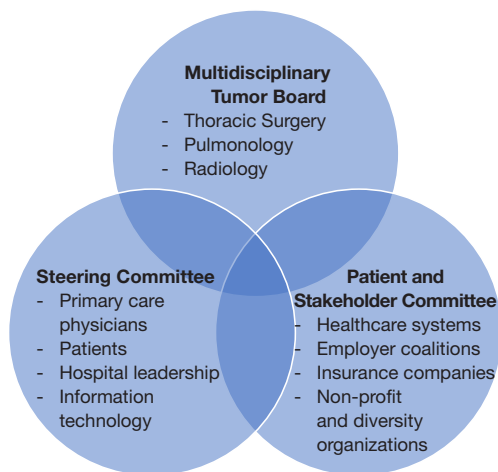 Multidisciplinary
Tumor Board
- Thoracic Surgery
- Pulmonology
- Radiology
Steering Committee
- Primary care
physicians
- Patients
- Hospital leadership
- Information
technology
Patient and
Stakeholder Committee
- Healthcare systems
- Employer coalitions
- Insurance companies
- Non-profit
and diversity
organizations